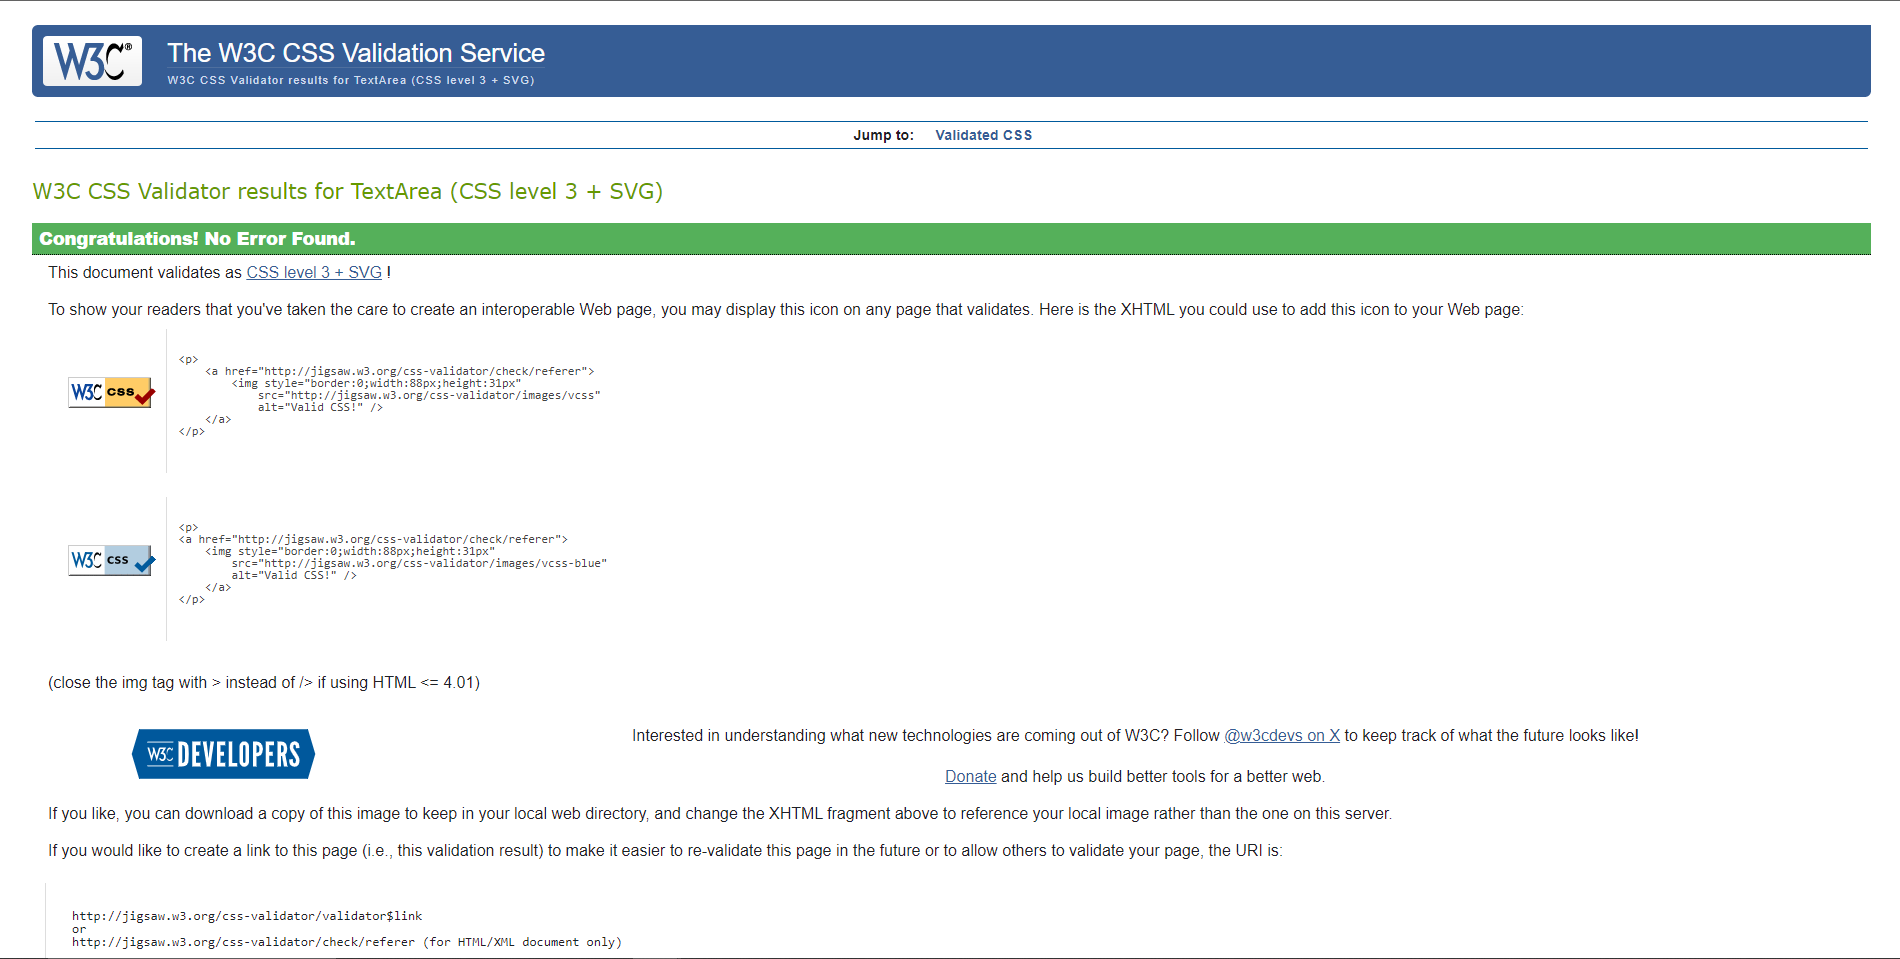 W3C®
The W3C CSS Validation Service
W3C CSS Validator results for TextArea (CSS level 3 + SVG)
Jump to: Validated CSS
W3C CSS Validator results for TextArea (CSS level 3 + SVG)
Congratulations! No Error Found.
This document validates as CSS level 3 + SVG !
To show your readers that you've taken the care to create an interoperable Web page, you may display this icon on any page that validates. Here is the XHTML you could use to add this icon to your Web page:
W3C css
<p>
    <a href="http://jigsaw.w3.org/css-validator/check/referer">
        <img style="border:0;width:88px;height:31px"
            src="http://jigsaw.w3.org/css-validator/images/vcss"
            alt="Valid CSS!" />
    </a>
</p>
W3C css
<p>
<a href="http://jigsaw.w3.org/css-validator/check/referer">
    <img style="border:0;width:88px;height:31px"
        src="http://jigsaw.w3.org/css-validator/images/vcss-blue"
        alt="Valid CSS!" />
    </a>
</p>
(close the img tag with > instead of /> if using HTML <= 4.01)
W3C DEVELOPERS
Interested in understanding what new technologies are coming out of W3C? Follow @w3cdevs on X to keep track of what the future looks like!
Donate and help us build better tools for a better web.
If you like, you can download a copy of this image to keep in your local web directory, and change the XHTML fragment above to reference your local image rather than the one on this server.
If you would like to create a link to this page (i.e., this validation result) to make it easier to re-validate this page in the future or to allow others to validate your page, the URI is:
http://jigsaw.w3.org/css-validator/validator$link
or
http://jigsaw.w3.org/css-validator/check/referer (for HTML/XML document only)